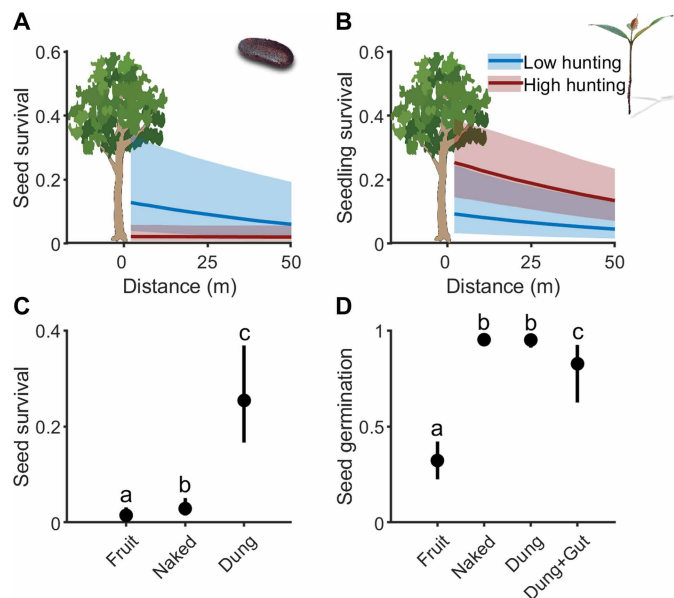 A
Seed survival
0.6
0.4
0.2
0
0
25
50
Distance (m)
B
Seedling survival
0.6
0.4
0.2
0
Low hunting
High hunting
0
25
50
Distance (m)
C
Seed survival
0.4
0.2
0
a
b
c
Fruit
Naked
Dung
D
Seed germination
1
0.5
0
a
b
b
c
Fruit
Naked
Dung
Dung+Gut